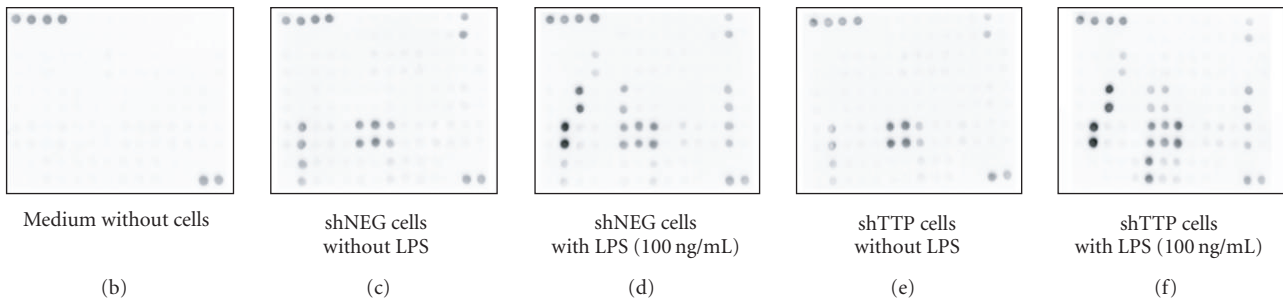 Medium without cells
shNEG cells
without LPS
shNEG cells
with LPS (100 ng/mL)
shTTP cells
without LPS
shTTP cells
with LPS (100 ng/mL)
(b)
(c)
(d)
(e)
(f)